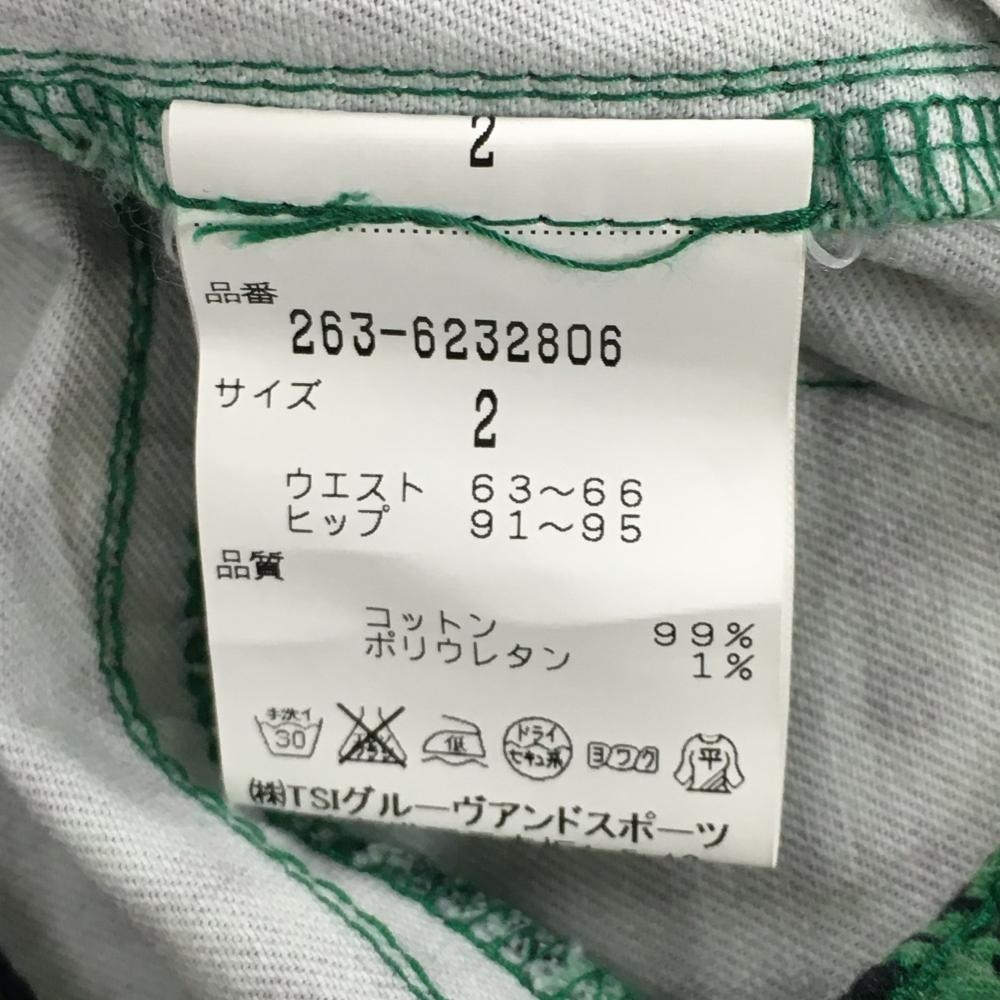 2
品番
263-6232806
サイズ
2
ウエスト 63~66
ヒップ 91~95
品質
コットン 99%
ポリウレタン 1%
手洗イ 30 低 ドライ セキユ系 ヨワク 平
㈱TSIグルーヴアンドスポーツ